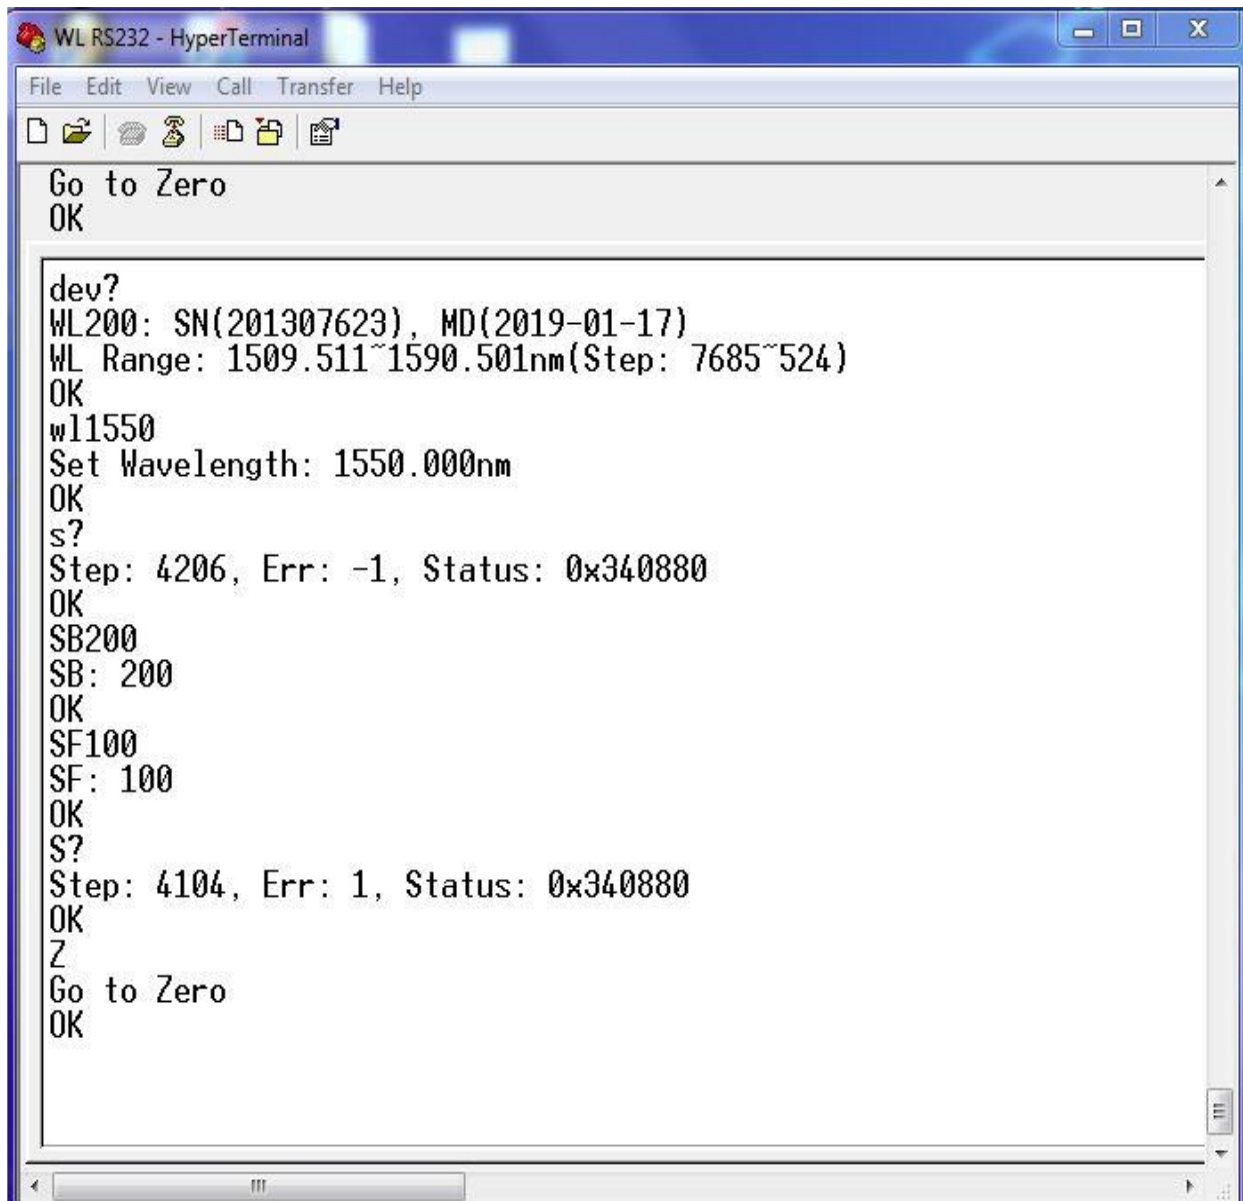 WL RS232 - HyperTerminal
File Edit View Call Transfer Help
Go to Zero
OK
dev?
WL200: SN(201307623), MD(2019-01-17)
WL Range: 1509.511~1590.501nm(Step: 7685~524)
OK
wl1550
Set Wavelength: 1550.000nm
OK
s?
Step: 4206, Err: -1, Status: 0x340880
OK
SB200
SB: 200
OK
SF100
SF: 100
OK
S?
Step: 4104, Err: 1, Status: 0x340880
OK
Z
Go to Zero
OK